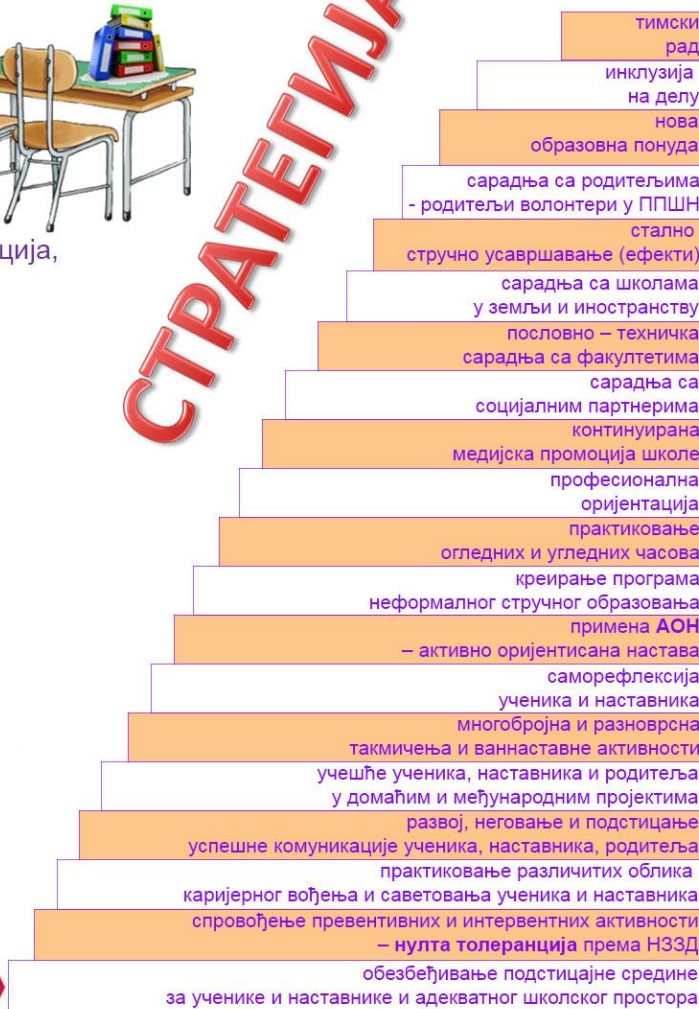 СТРАТЕГИЈА
ција,
тимски
рад
инклузија
на делу
нова
образовна понуда
сарадња са родитељима
- родитељи волонтери у ППШН
стално
стручно усавршавање (ефекти)
сарадња са школама
у земљи и иностранству
пословно – техничка
сарадња са факултетима
сарадња са
социјалним партнерима
континуирана
медијска промоција школе
професионална
оријентација
практиковање
огледних и угледних часова
креирање програма
неформалног стручног образовања
примена АОН
– активно оријентисана настава
саморефлексија
ученика и наставника
многобројна и разноврсна
такмичења и ваннаставне активности
учешће ученика, наставника и родитеља
у домаћим и међународним пројектима
развој, неговање и подстицање
успешне комуникације ученика, наставника, родитеља
практиковање различитих облика
каријерног вођења и саветовања ученика и наставника
спровођење превентивних и интервентних активности
– нулта толеранција према НЗЗД
обезбеђивање подстицајне средине
за ученике и наставнике и адекватног школског простора